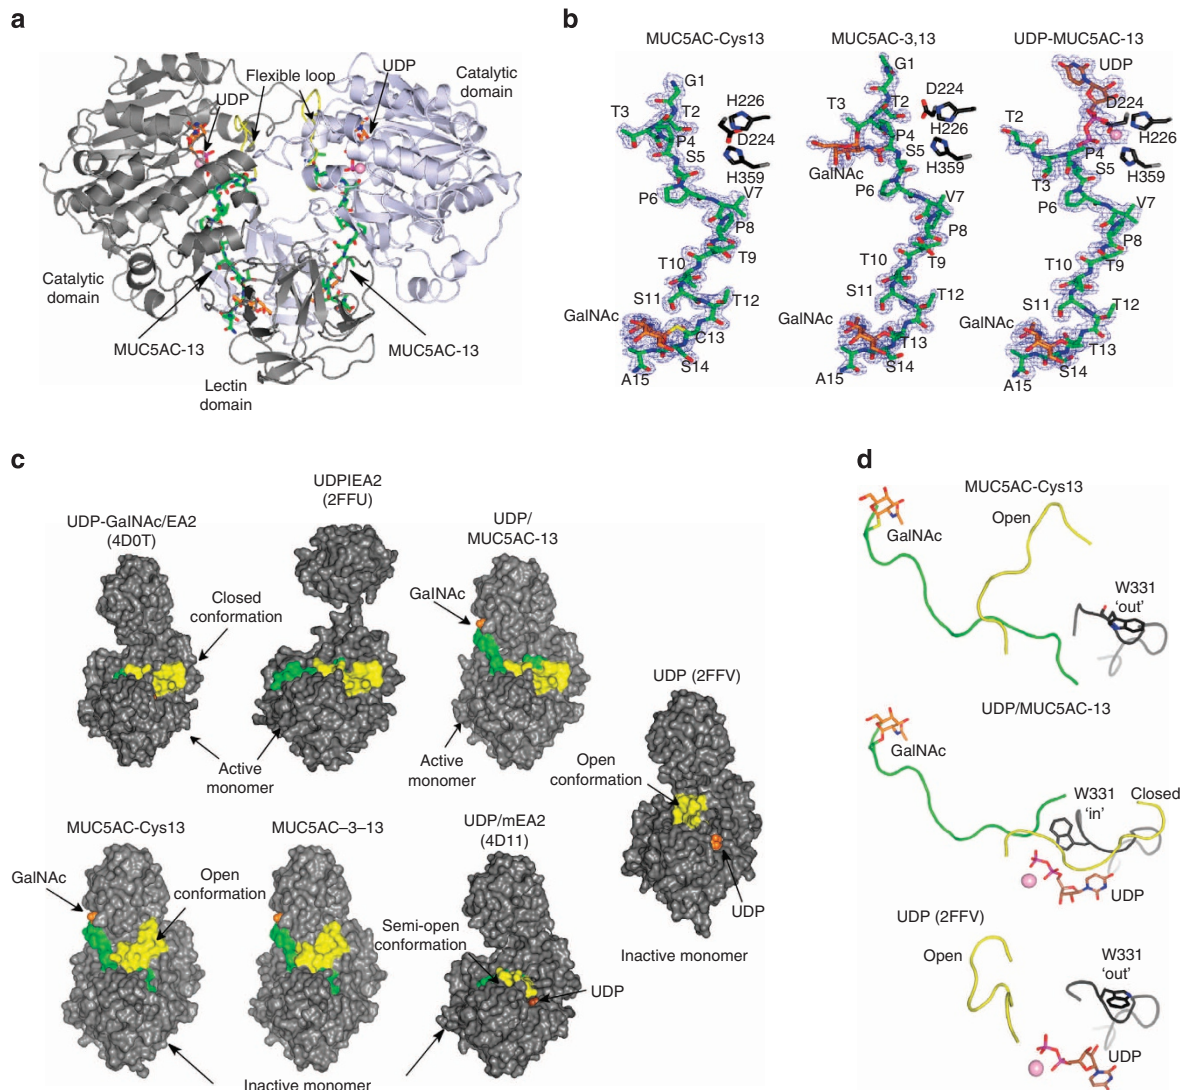 a
Flexible loop
UDP
UDP
Catalytic
domain
Catalytic
domain
MUC5AC-13
MUC5AC-13
Lectin
domain
b
MUC5AC-Cys13
G1
T3
T2
H226
P4
D224
S5
H359
P6
V7
P8
T10
T9
S11
T12
GalNAc
C13
S14
A15
MUC5AC-3,13
G1
T3
D224
T2
P4
H226
S5
GalNAc
H359
P6
V7
P8
T10
T9
S11
T12
GalNAc
T13
S14
A15
UDP-MUC5AC-13
UDP
D224
T2
H226
P4
S5
T3
H359
P6
V7
P8
T10
T9
S11
T12
GalNAc
T13
S14
A15
c
UDP-GalNAc/EA2
(4D0T)
Closed
conformation
UDPIEA2
(2FFU)
UDP/
MUC5AC-13
GalNAc
Active
monomer
Active
monomer
UDP (2FFV)
Open
conformation
UDP
Inactive monomer
MUC5AC-Cys13
GalNAc
Open
conformation
MUC5AC–3–13
UDP/mEA2
(4D11)
Semi-open
conformation
UDP
Inactive monomer
d
MUC5AC-Cys13
Open
GalNAc
W331
‘out’
UDP/MUC5AC-13
GalNAc
W331
‘in’
Closed
UDP
UDP (2FFV)
Open
W331
‘out’
UDP